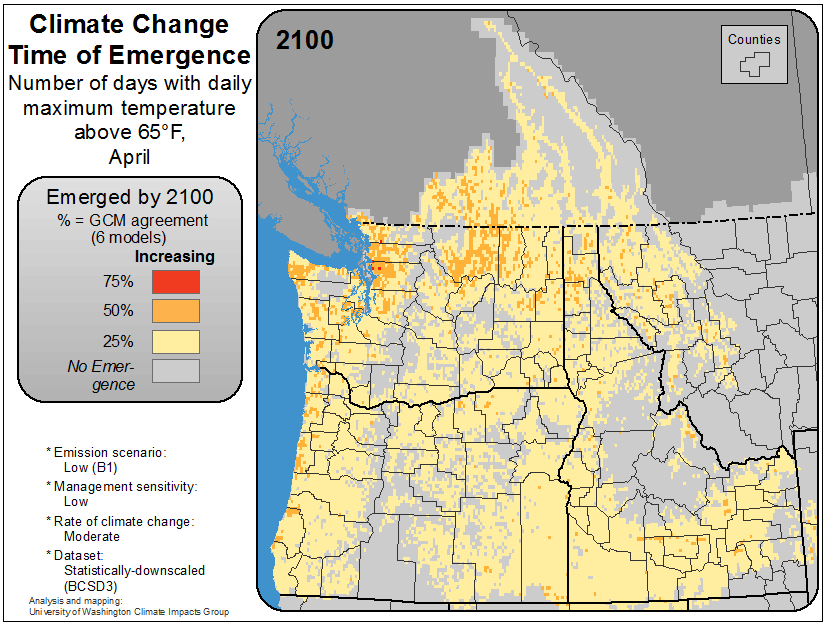 Climate Change
Time of Emergence
Number of days with daily
maximum temperature
above 65°F,
April
Emerged by 2100
% = GCM agreement
(6 models)
Increasing
75%
50%
25%
No Emer-
gence
* Emission scenario:
Low (B1)
* Management sensitivity:
Low
* Rate of climate change:
Moderate
* Dataset:
Statistically-downscaled
(BCSD3)
Analysis and mapping:
University of Washington Climate Impacts Group
2100
Counties